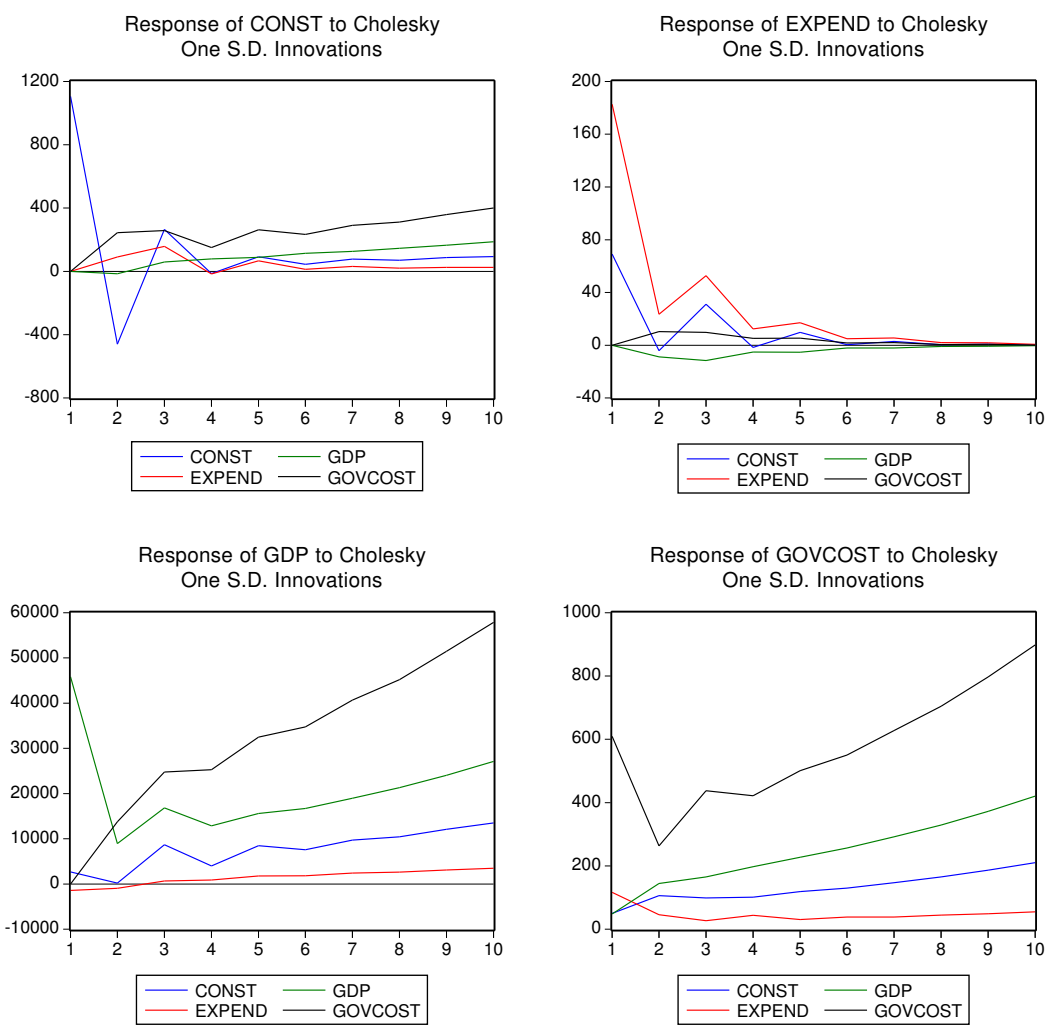 Response of CONST to Cholesky
One S.D. Innovations
1200
800
400
0
-400
-800
1 2 3 4 5 6 7 8 9 10
CONST GDP
EXPEND GOVCOST
Response of EXPEND to Cholesky
One S.D. Innovations
200
160
120
80
40
0
-40
1 2 3 4 5 6 7 8 9 10
CONST GDP
EXPEND GOVCOST
Response of GDP to Cholesky
One S.D. Innovations
60000
50000
40000
30000
20000
10000
0
-10000
1 2 3 4 5 6 7 8 9 10
CONST GDP
EXPEND GOVCOST
Response of GOVCOST to Cholesky
One S.D. Innovations
1000
800
600
400
200
0
1 2 3 4 5 6 7 8 9 10
CONST GDP
EXPEND GOVCOST